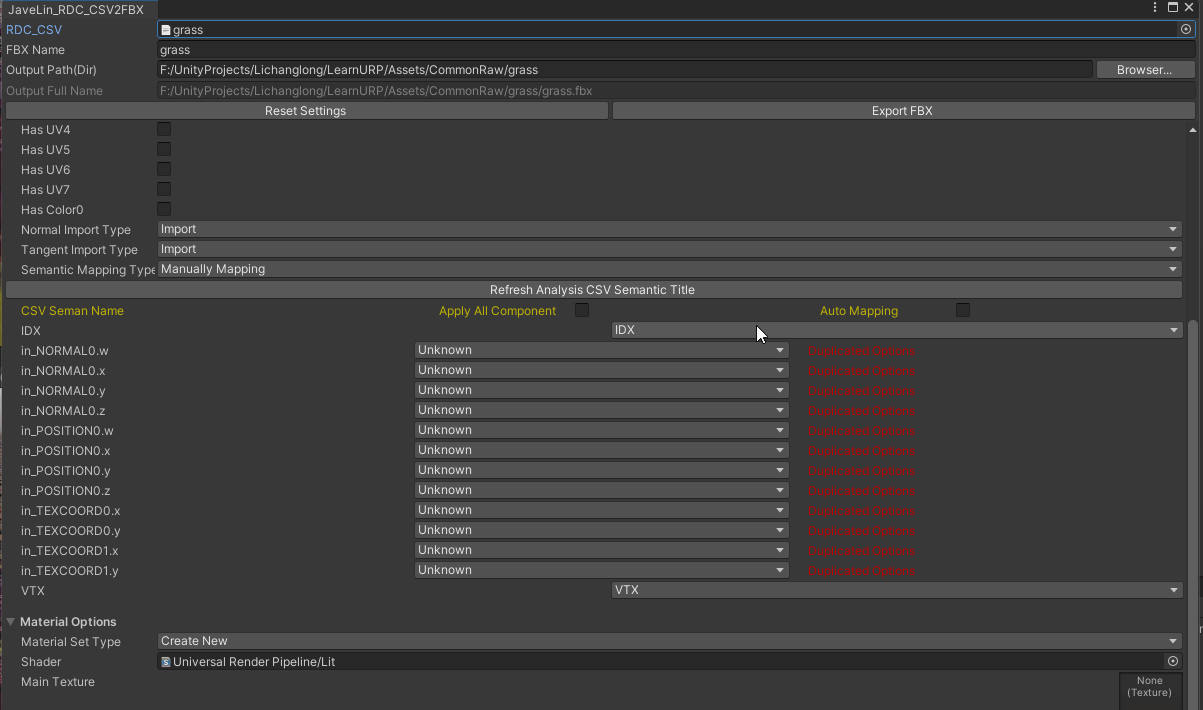 JaveLin_RDC_CSV2FBX
RDC_CSV grass
FBX Name grass
Output Path(Dir) F:/UnityProjects/Lichanglong/LearnURP/Assets/CommonRaw/grass Browser...
Output Full Name F:/UnityProjects/Lichanglong/LearnURP/Assets/CommonRaw/grass/grass.fbx
Reset Settings Export FBX
Has UV4
Has UV5
Has UV6
Has UV7
Has Color0
Normal Import Type Import
Tangent Import Type Import
Semantic Mapping Type Manually Mapping
Refresh Analysis CSV Semantic Title
CSV Seman Name Apply All Component Auto Mapping
IDX IDX
in_NORMAL0.w Unknown Duplicated Options
in_NORMAL0.x Unknown Duplicated Options
in_NORMAL0.y Unknown Duplicated Options
in_NORMAL0.z Unknown Duplicated Options
in_POSITION0.w Unknown Duplicated Options
in_POSITION0.x Unknown Duplicated Options
in_POSITION0.y Unknown Duplicated Options
in_POSITION0.z Unknown Duplicated Options
in_TEXCOORD0.x Unknown Duplicated Options
in_TEXCOORD0.y Unknown Duplicated Options
in_TEXCOORD1.x Unknown Duplicated Options
in_TEXCOORD1.y Unknown Duplicated Options
VTX VTX
Material Options
Material Set Type Create New
Shader Universal Render Pipeline/Lit
Main Texture None
(Texture)